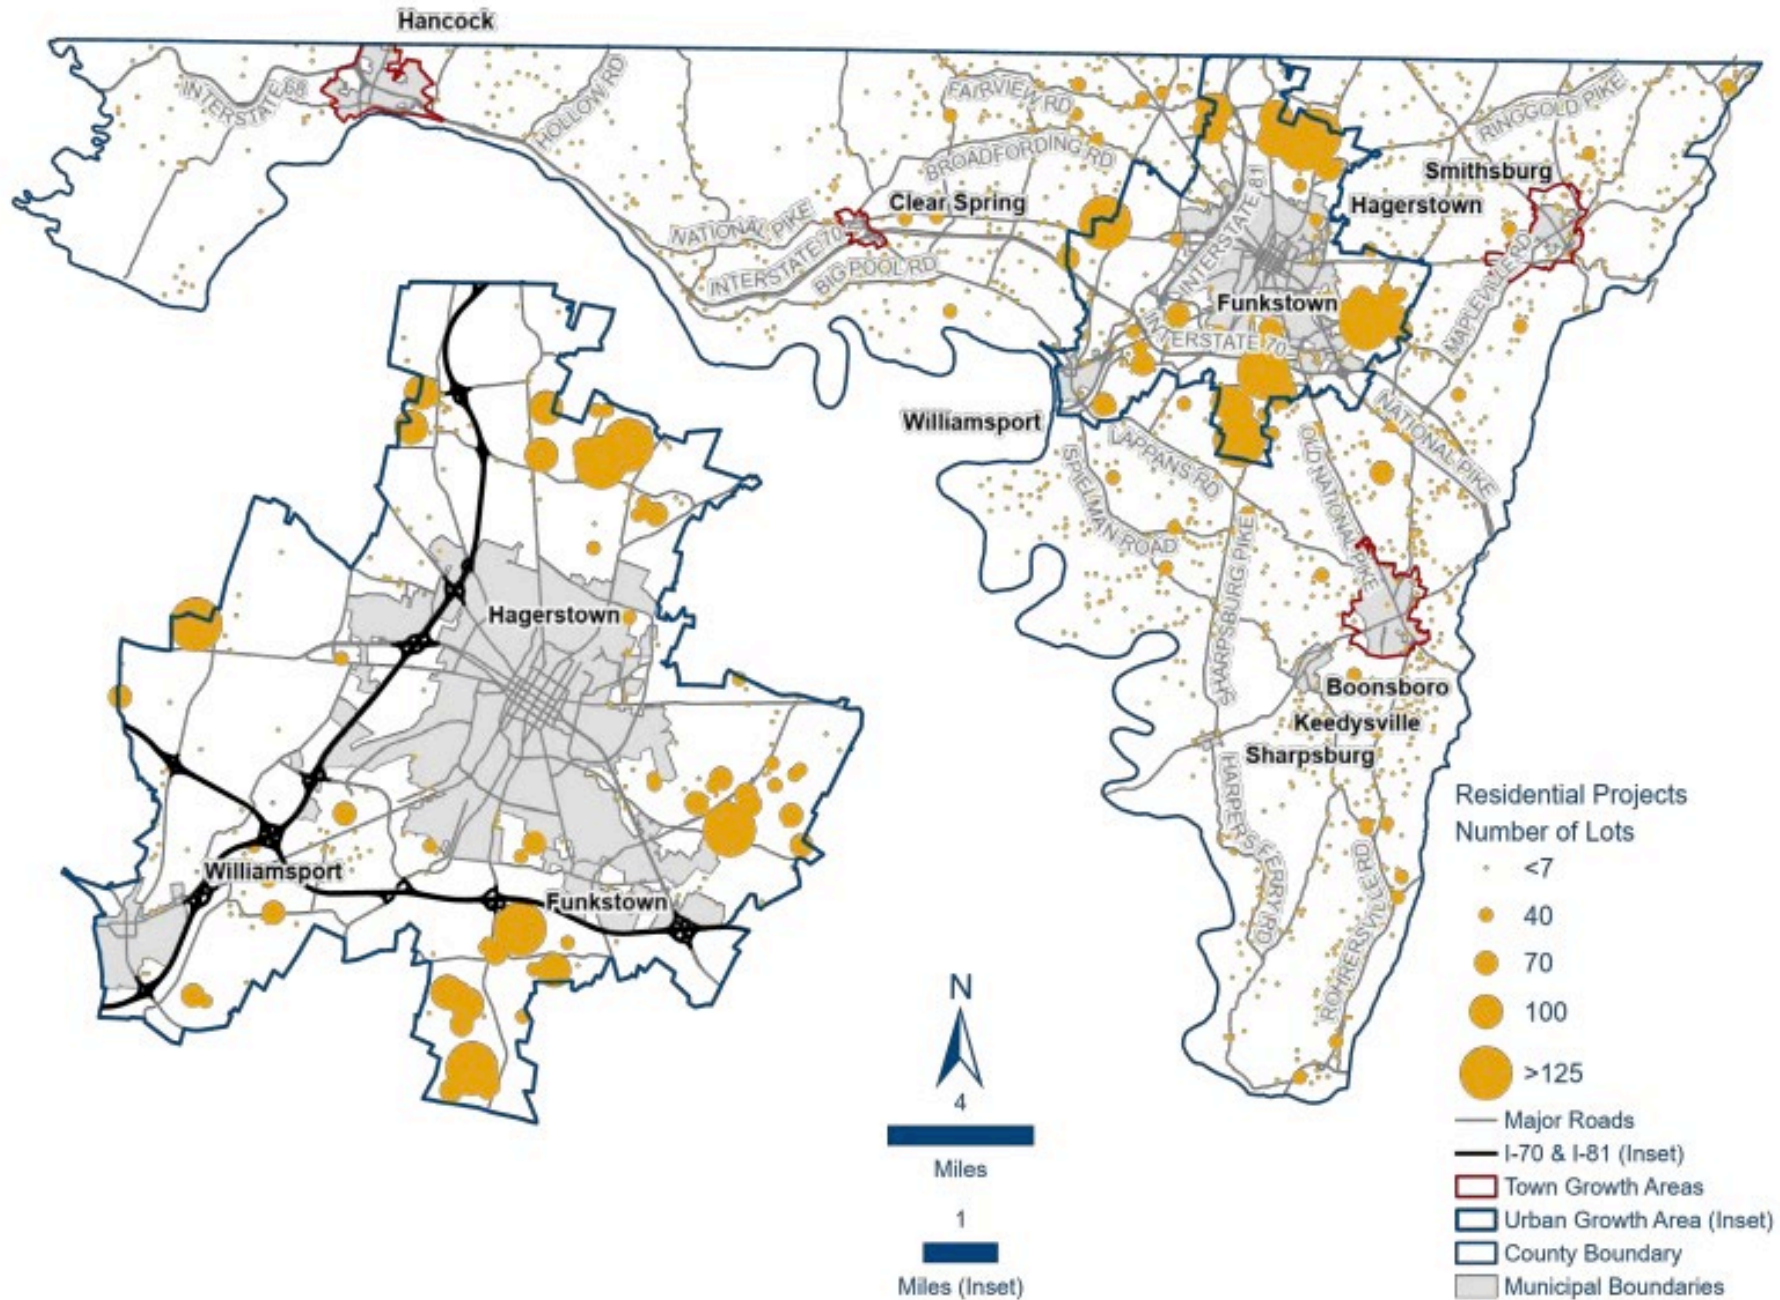 Hancock
INTERSTATE 68
HOLLOW RD
FAIRVIEW RD
RINGGOLD PIKE
BROADFORDING RD
Smithsburg
INTERSTATE 81
Hagerstown
Clear Spring
NATIONAL PIKE
INTERSTATE 70
BIG POOL RD
MAPLEVILLE RD
Funkstown
INTERSTATE 70
Williamsport
NATIONAL PIKE
LAPPANS RD
OLD NATIONAL PIKE
SPIELMAN ROAD
SHARPSBURG PIKE
Hagerstown
Boonsboro
Keedysville
Sharpsburg
HARPERS FERRY RD
ROHRERSVILLE RD
Williamsport
Funkstown
Residential Projects
Number of Lots
<7
40
70
100
>125
Major Roads
I-70 & I-81 (Inset)
Town Growth Areas
Urban Growth Area (Inset)
County Boundary
Municipal Boundaries
N
4
Miles
1
Miles (Inset)